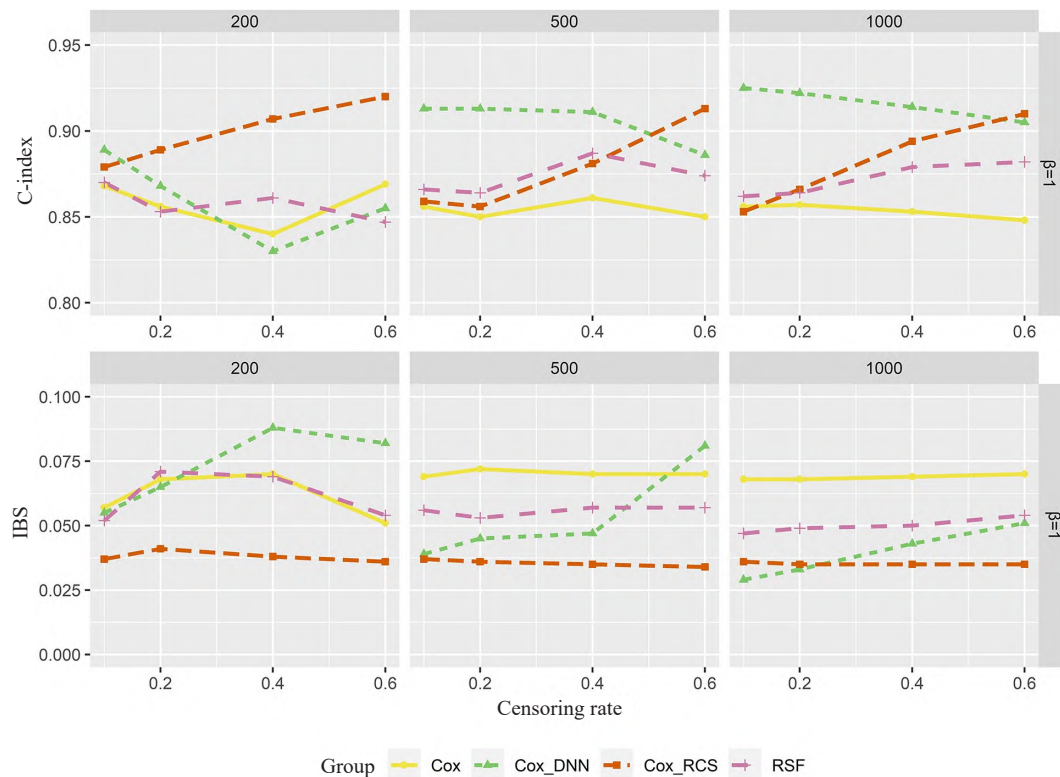 200 500 1000
0.95
0.90
0.85
0.80
C-index
β=1
0.2 0.4 0.6 0.2 0.4 0.6 0.2 0.4 0.6
200 500 1000
0.100
0.075
0.050
0.025
0.000
IBS
β=1
0.2 0.4 0.6 0.2 0.4 0.6 0.2 0.4 0.6
Censoring rate
Group Cox Cox_DNN Cox_RCS RSF